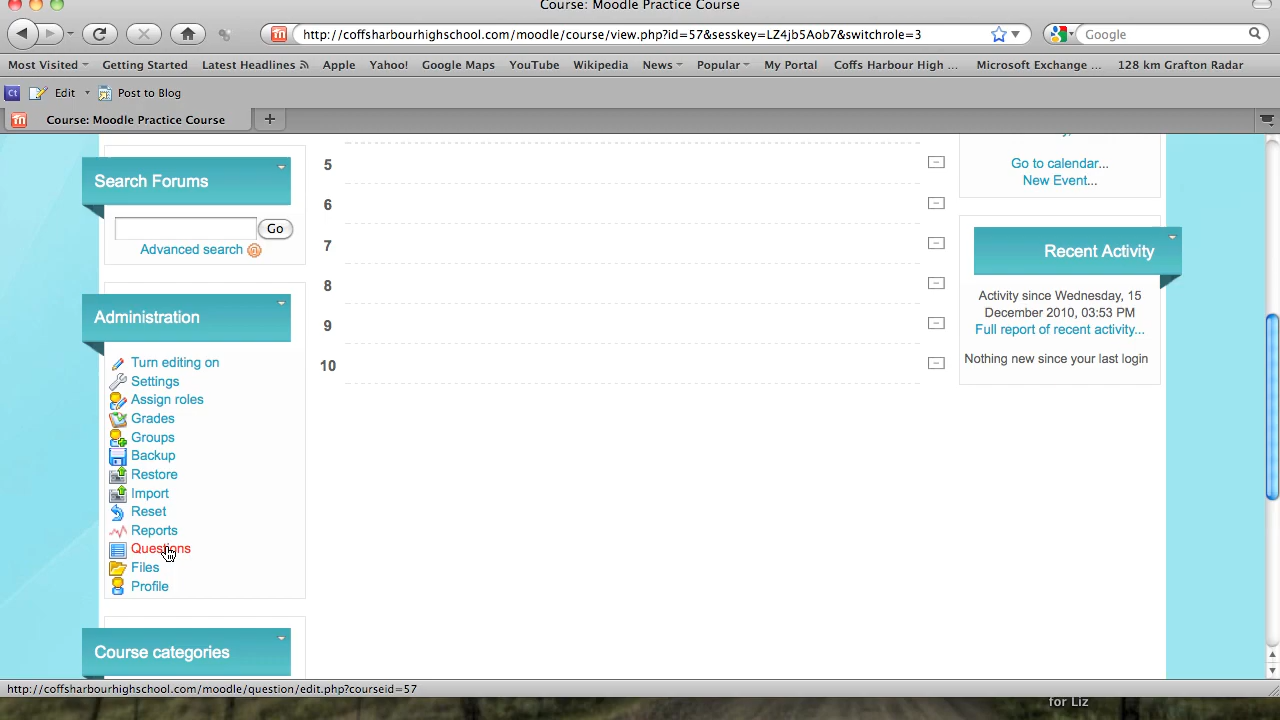 Course: Moodle Practice Course
http://coffsharbourhighschool.com/moodle/course/view.php?id=57&sesskey=LZ4jb5Aob7&switchrole=3
Google
Most Visited Getting Started Latest Headlines Apple Yahoo! Google Maps YouTube Wikipedia News Popular My Portal Coffs Harbour High ... Microsoft Exchange ... 128 km Grafton Radar
Ct Edit Post to Blog
Course: Moodle Practice Course
Search Forums
Go
Advanced search
Administration
Turn editing on
Settings
Assign roles
Grades
Groups
Backup
Restore
Import
Reset
Reports
Questions
Files
Profile
Course categories
5
6
7
8
9
10
Go to calendar...
New Event...
Recent Activity
Activity since Wednesday, 15
December 2010, 03:53 PM
Full report of recent activity...
Nothing new since your last login
http://coffsharbourhighschool.com/moodle/question/edit.php?courseid=57
for Liz